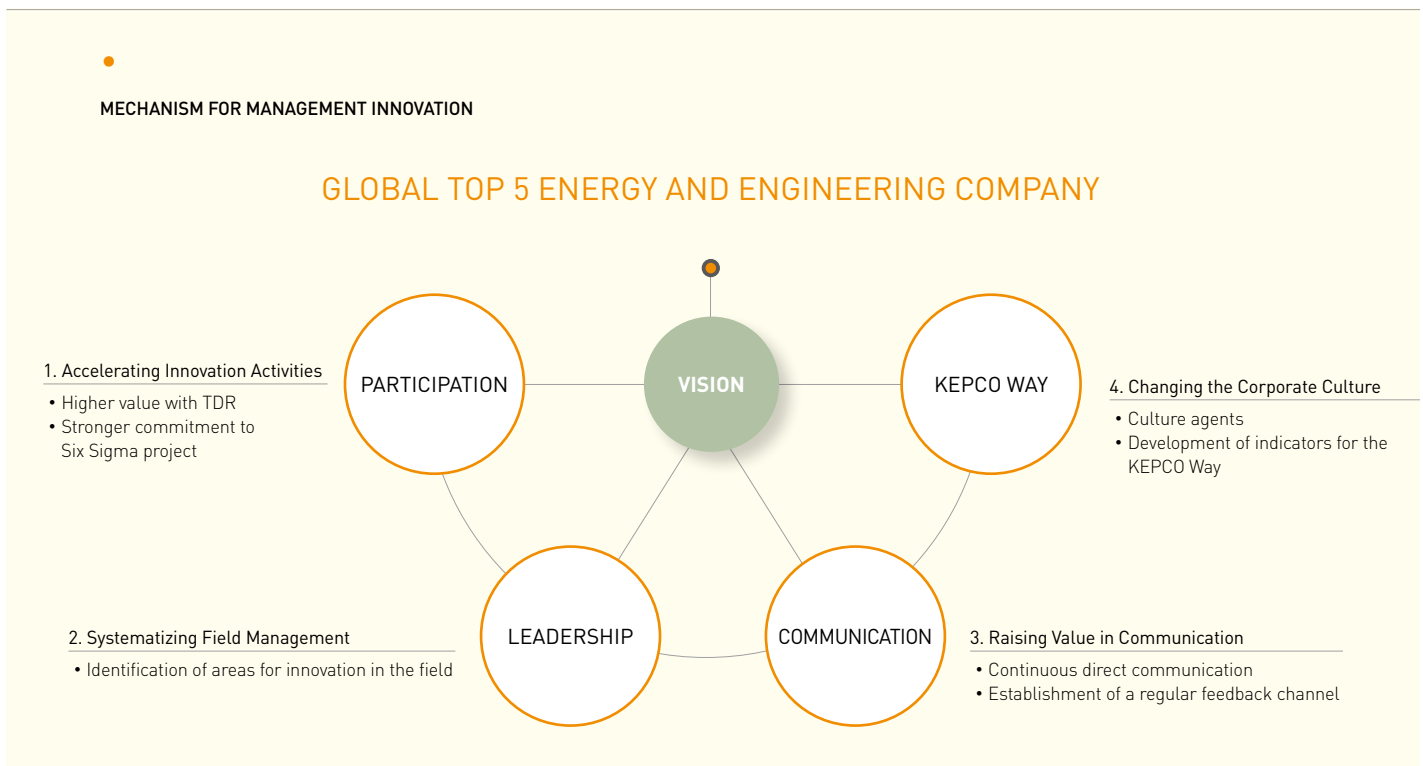 MECHANISM FOR MANAGEMENT INNOVATION
GLOBAL TOP 5 ENERGY AND ENGINEERING COMPANY
PARTICIPATION
VISION
KEPCO WAY
1. Accelerating Innovation Activities
• Higher value with TDR
• Stronger commitment to
Six Sigma project
4. Changing the Corporate Culture
• Culture agents
• Development of indicators for the
KEPCO Way
LEADERSHIP
COMMUNICATION
2. Systematizing Field Management
• Identification of areas for innovation in the field
3. Raising Value in Communication
• Continuous direct communication
• Establishment of a regular feedback channel